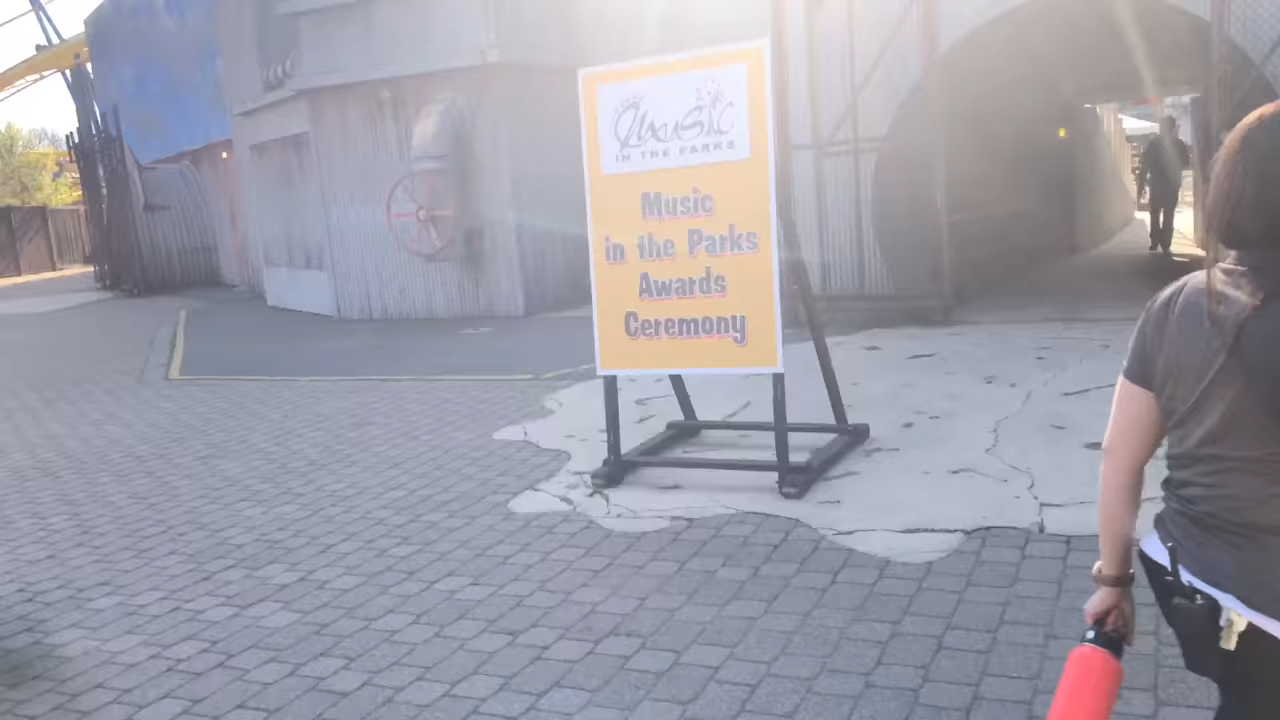 Music
IN THE PARKS
Music
in the Parks
Awards
Ceremony